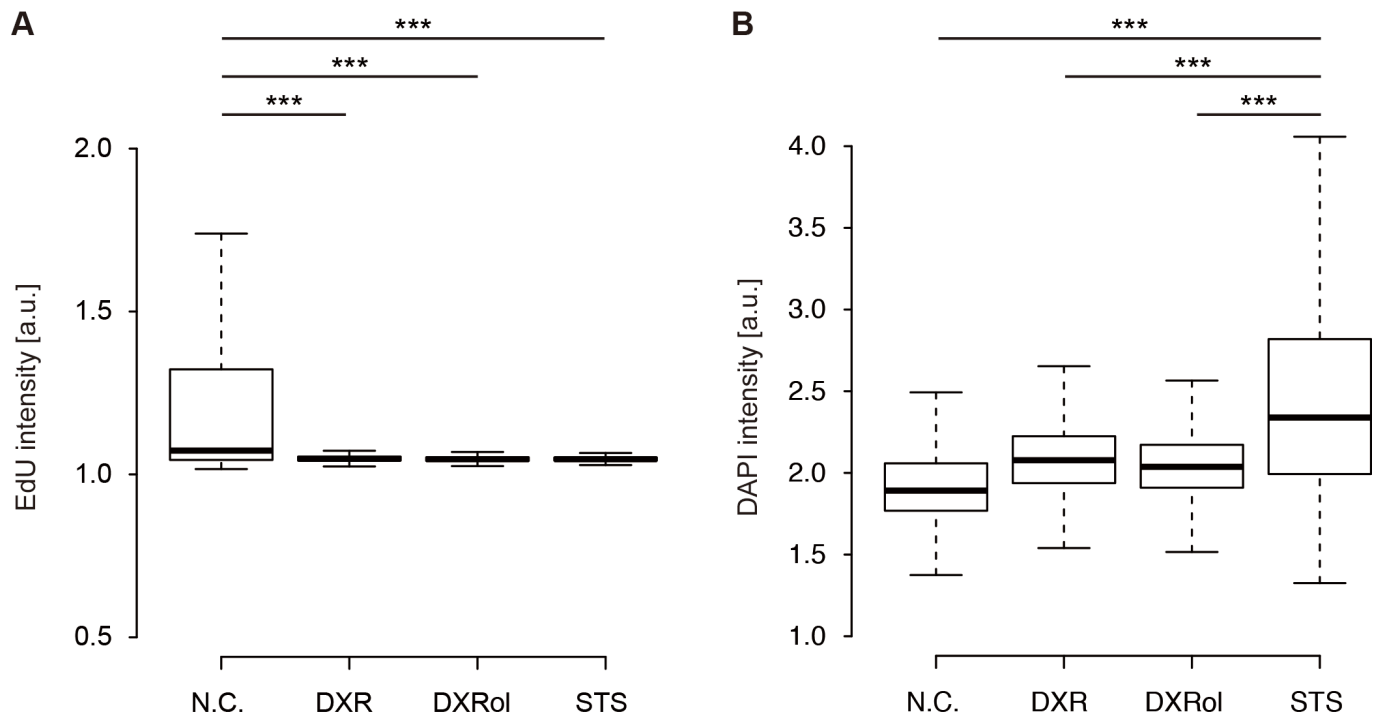 A
***
***
***
2.0
1.5
1.0
0.5
EdU intensity [a.u.]
N.C. DXR DXRol STS
B
***
***
***
4.0
3.5
3.0
2.5
2.0
1.5
1.0
DAPI intensity [a.u.]
N.C. DXR DXRol STS